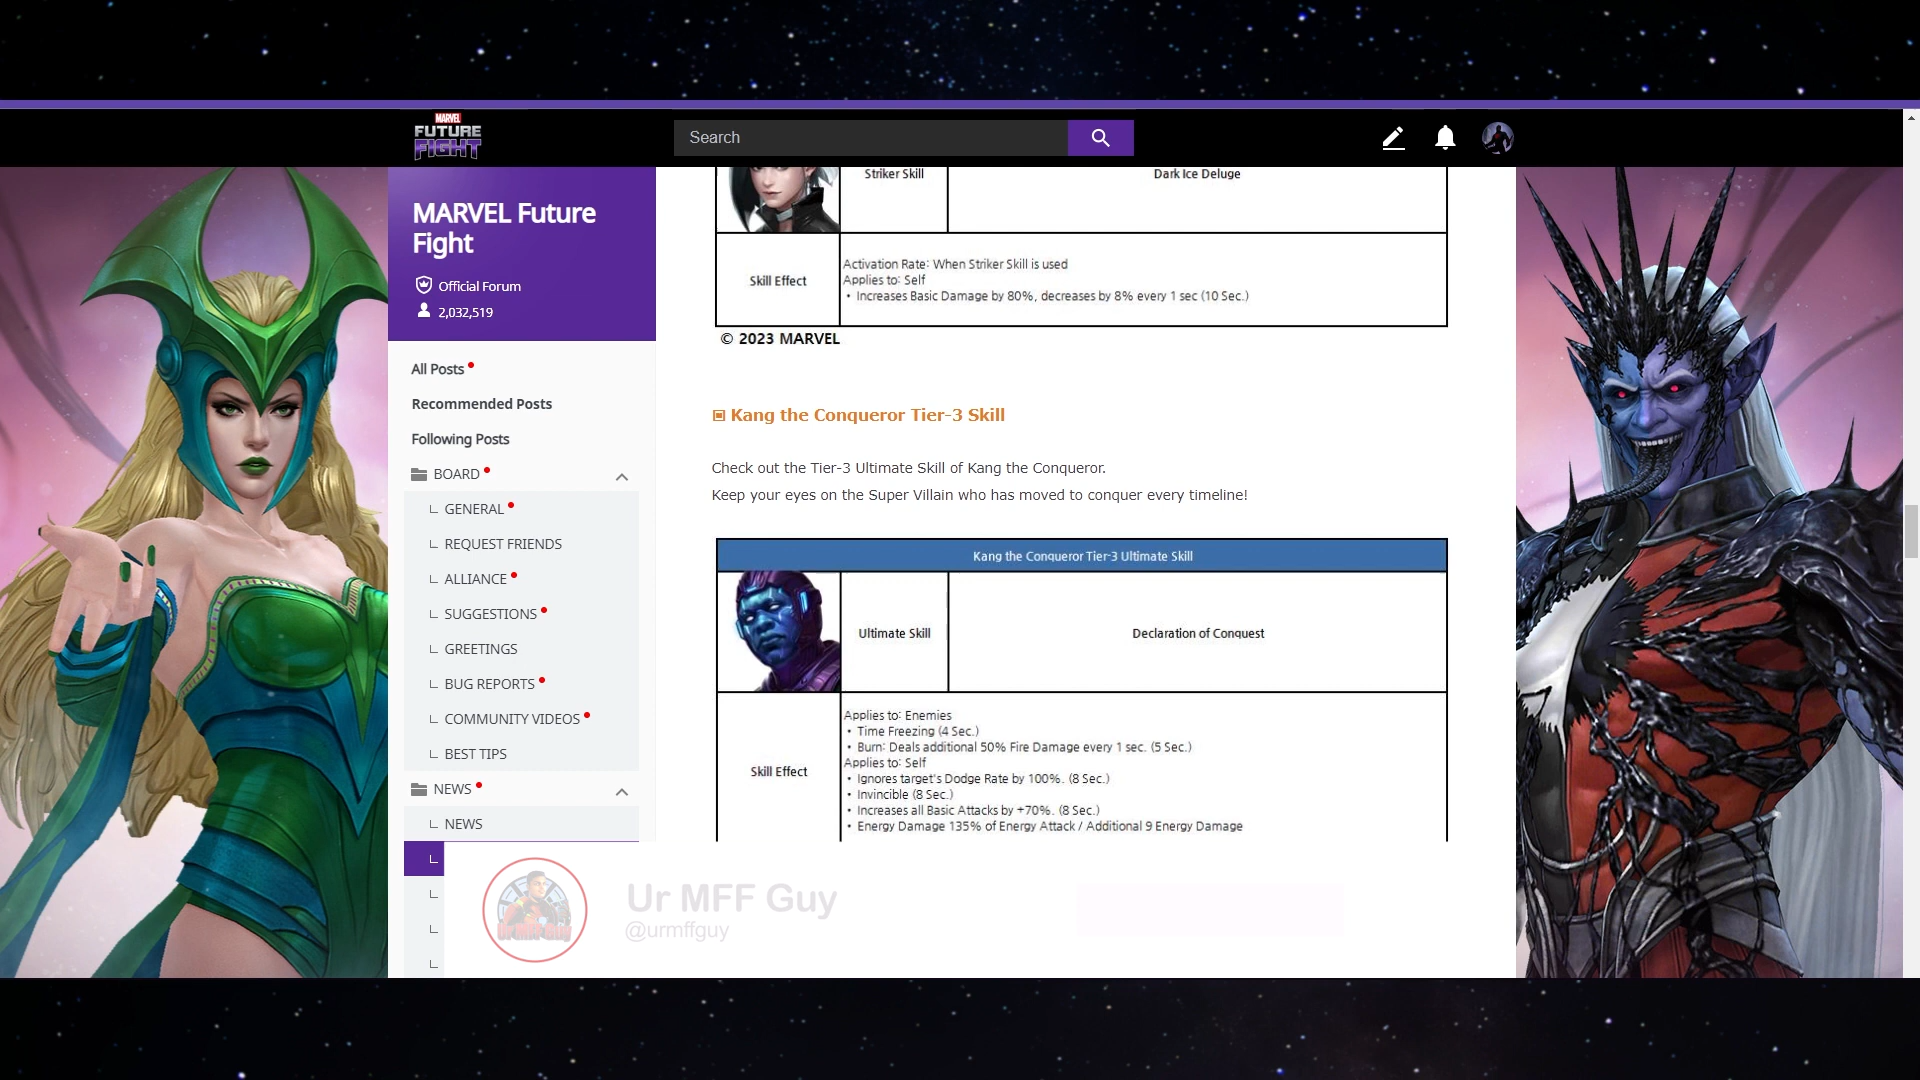 MARVEL
FUTURE
FIGHT
Search
MARVEL Future
Fight
Official Forum
2,032,519
All Posts
Recommended Posts
Following Posts
BOARD
GENERAL
REQUEST FRIENDS
ALLIANCE
SUGGESTIONS
GREETINGS
BUG REPORTS
COMMUNITY VIDEOS
BEST TIPS
NEWS
NEWS
Striker Skill
Dark Ice Deluge
Skill Effect
Activation Rate: When Striker Skill is used
Applies to: Self
• Increases Basic Damage by 80%, decreases by 8% every 1 sec (10 Sec.)
© 2023 MARVEL
▣ Kang the Conqueror Tier-3 Skill
Check out the Tier-3 Ultimate Skill of Kang the Conqueror.
Keep your eyes on the Super Villain who has moved to conquer every timeline!
Kang the Conqueror Tier-3 Ultimate Skill
Ultimate Skill
Declaration of Conquest
Skill Effect
Applies to: Enemies
• Time Freezing (4 Sec.)
• Burn: Deals additional 50% Fire Damage every 1 sec. (5 Sec.)
Applies to: Self
• Ignores target's Dodge Rate by 100%. (8 Sec.)
• Invincible (8 Sec.)
• Increases all Basic Attacks by +70%. (8 Sec.)
• Energy Damage 135% of Energy Attack / Additional 9 Energy Damage
Ur MFF Guy
Ur MFF Guy
@urmffguy